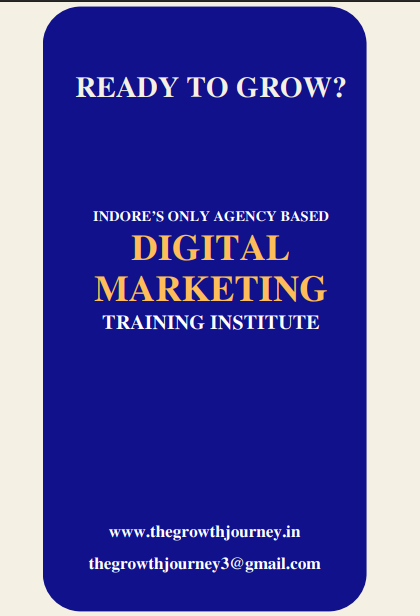 READY TO GROW?
INDORE’S ONLY AGENCY BASED
DIGITAL
MARKETING
TRAINING INSTITUTE
www.thegrowthjourney.in
thegrowthjourney3@gmail.com